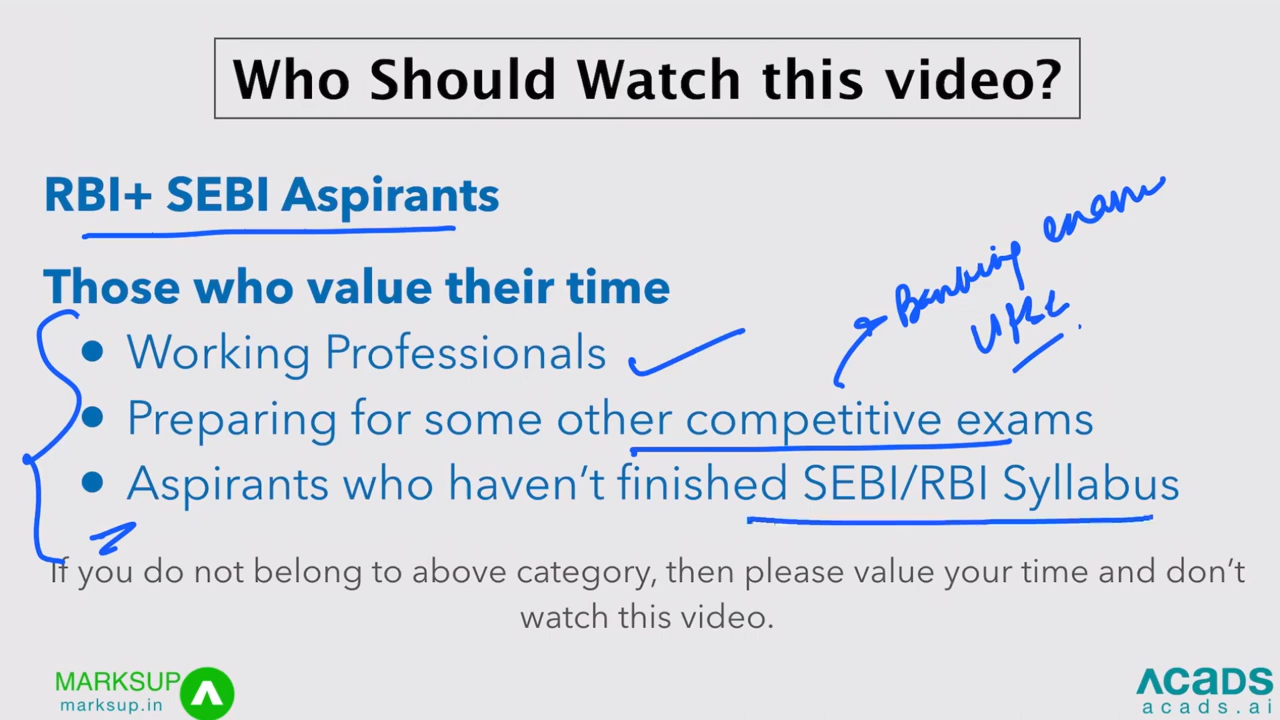 Who Should Watch this video?
RBI+ SEBI Aspirants
Those who value their time
Banking exams
• Working Professionals
• Preparing for some other competitive exams
• Aspirants who haven't finished SEBI/RBI Syllabus
If you do not belong to above category, then please value your time and don't
watch this video.
MARKSUP
marksup.in
ACADS
acads.ai